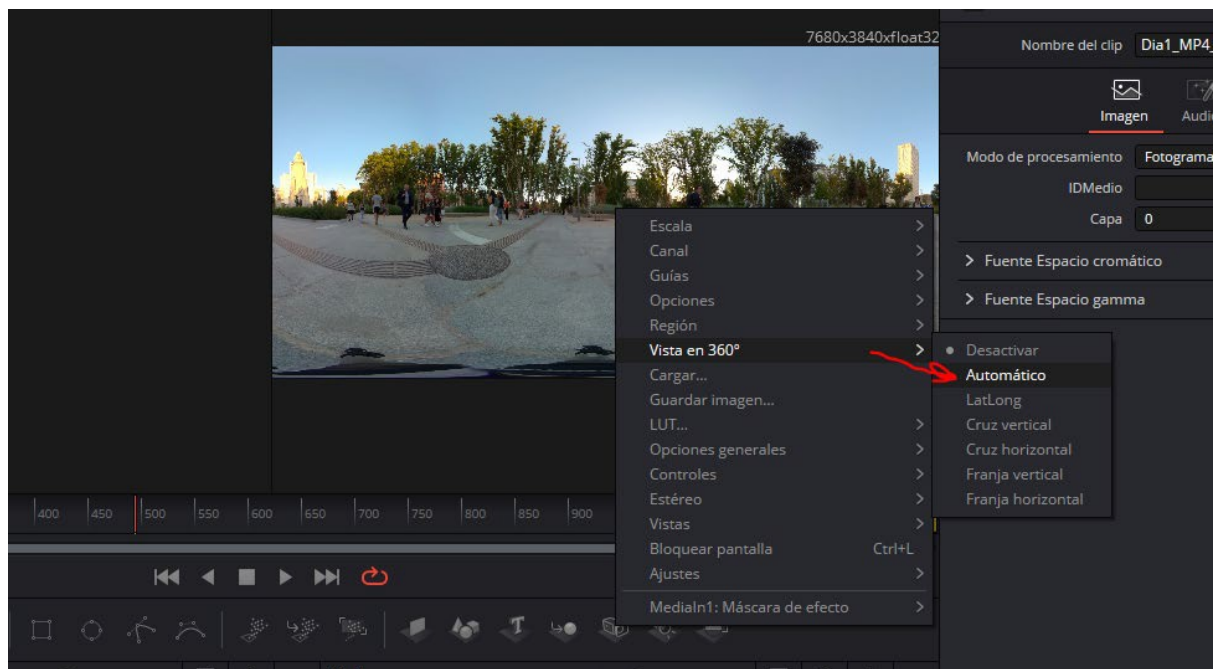 7680x3840xfloat32
Nombre del clip Dia1_MP4_
Imagen Audio
Modo de procesamiento Fotograma
IDMedio
Capa 0
Fuente Espacio cromático
Fuente Espacio gamma
Escala
Canal
Guías
Opciones
Región
Vista en 360º
Cargar...
Guardar imagen...
LUT...
Opciones generales
Controles
Estéreo
Vistas
Bloquear pantalla Ctrl+L
Ajustes
MediaIn1: Máscara de efecto
Desactivar
Automático
LatLong
Cruz vertical
Cruz horizontal
Franja vertical
Franja horizontal
400 450 500 550 600 650 700 750 800 850 900
T